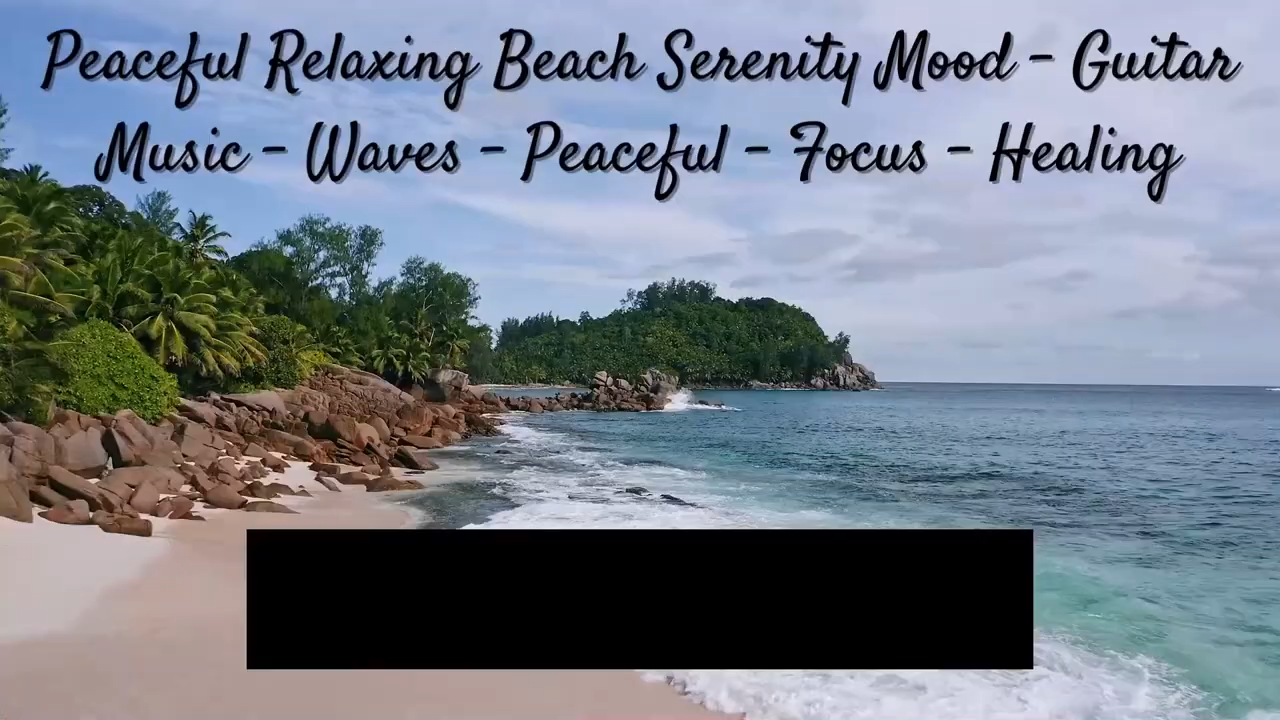 Peaceful Relaxing Beach Serenity Mood - Guitar
Music - Waves - Peaceful - Focus - Healing